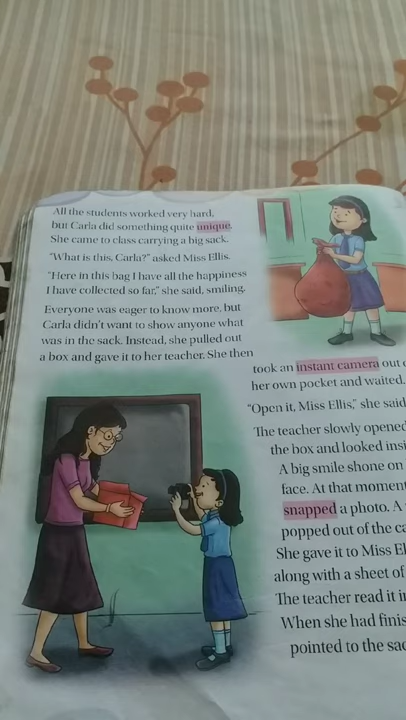 All the students worked very hard,
but Carla did something quite unique.
She came to class carrying a big sack.
"What is this, Carla?" asked Miss Ellis.
"Here in this bag I have all the happiness
I have collected so far," she said, smiling.
Everyone was eager to know more, but
Carla didn't want to show anyone what
was in the sack. Instead, she pulled out
a box and gave it to her teacher. She then
took an instant camera out
her own pocket and waited.
"Open it, Miss Ellis," she said
The teacher slowly opened
the box and looked
A big smile shone on
face. At that moment
snapped a photo. A
popped out of the
She gave it to Miss
along with a sheet of
The teacher read it
When she had
pointed to the